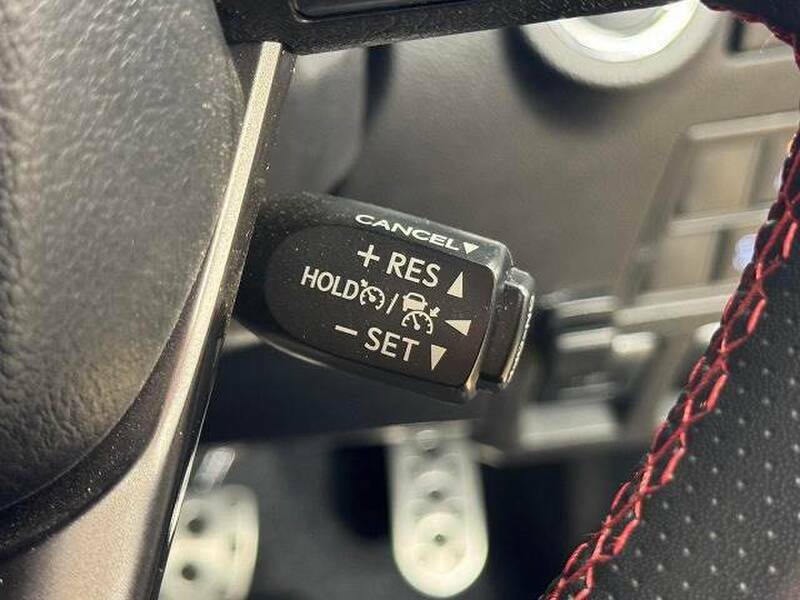 CANCEL▼
+ RES ▲
HOLD /
- SET ▼